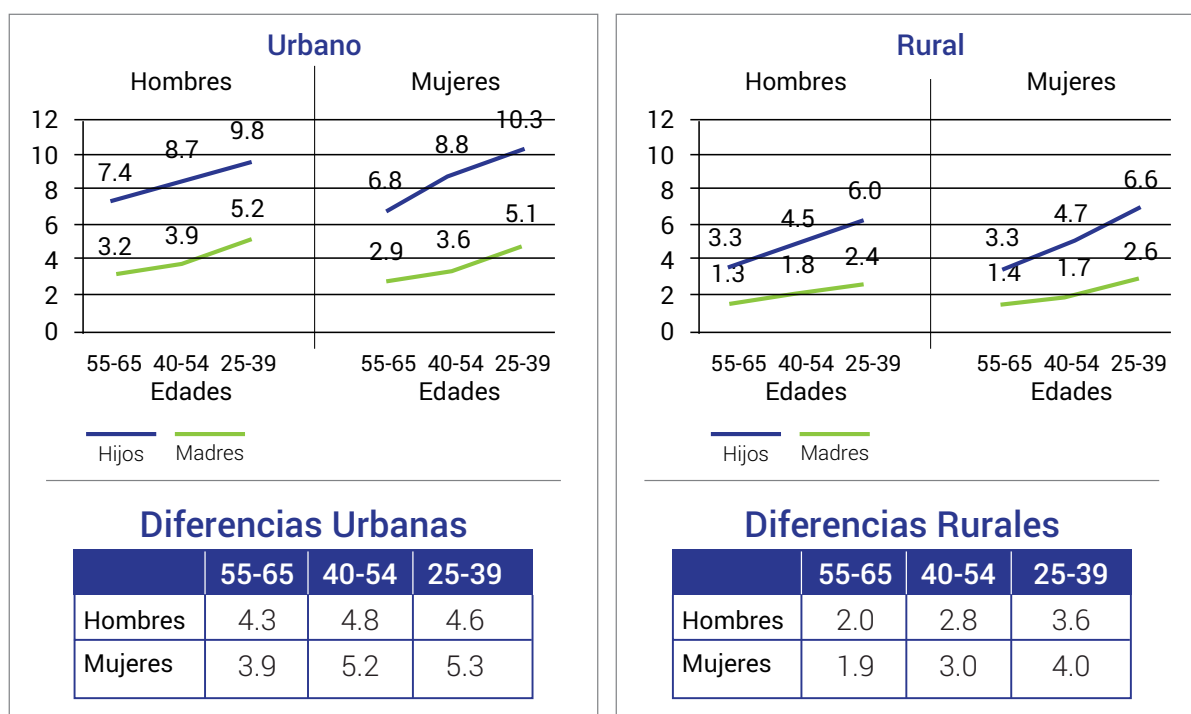 Urbano
Hombres Mujeres
12
10
8
6
4
2
0
7.4 8.7 9.8
6.8 8.8 10.3
3.2 3.9 5.2
2.9 3.6 5.1
55-65 40-54 25-39 55-65 40-54 25-39
Edades Edades
Hijos Madres
Diferencias Urbanas
55-65 40-54 25-39
Hombres 4.3 4.8 4.6
Mujeres 3.9 5.2 5.3
Rural
Hombres Mujeres
12
10
8
6
4
2
0
3.3 4.5 6.0
3.3 4.7 6.6
1.3 1.8 2.4
1.4 1.7 2.6
55-65 40-54 25-39 55-65 40-54 25-39
Edades Edades
Hijos Madres
Diferencias Rurales
55-65 40-54 25-39
Hombres 2.0 2.8 3.6
Mujeres 1.9 3.0 4.0